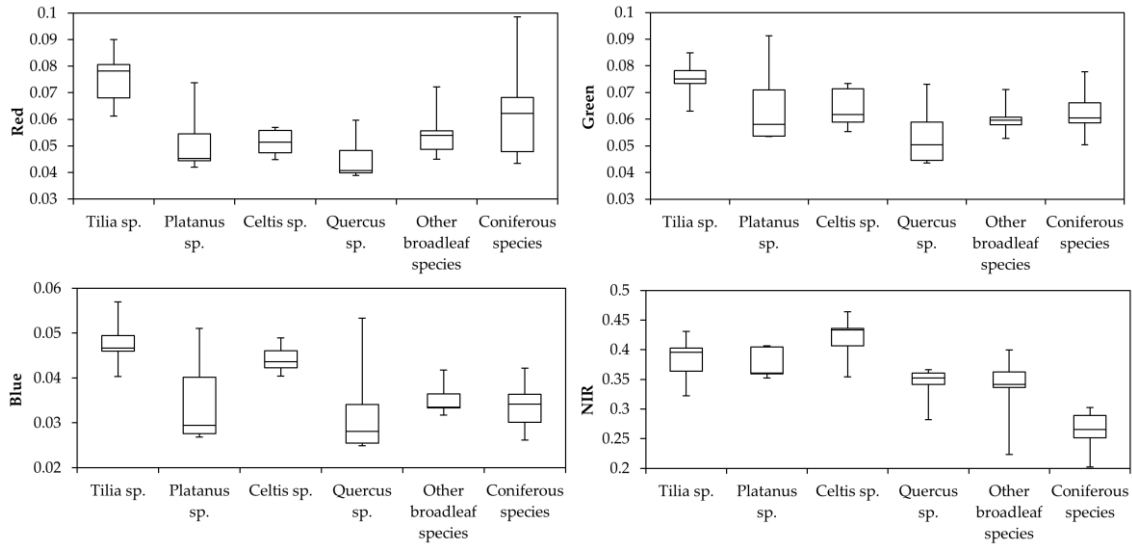 0.1
0.09
0.08
0.07
0.06
0.05
0.04
0.03
Red
Tilia sp.
Platanus
sp.
Celtis sp.
Quercus
sp.
Other
broadleaf
species
Coniferous
species
0.1
0.09
0.08
0.07
0.06
0.05
0.04
0.03
Green
Tilia sp.
Platanus
sp.
Celtis sp.
Quercus
sp.
Other
broadleaf
species
Coniferous
species
0.06
0.05
0.04
0.03
0.02
Blue
Tilia sp.
Platanus
sp.
Celtis sp.
Quercus
sp.
Other
broadleaf
species
Coniferous
species
0.5
0.45
0.4
0.35
0.3
0.25
0.2
NIR
Tilia sp.
Platanus
sp.
Celtis sp.
Quercus
sp.
Other
broadleaf
species
Coniferous
species